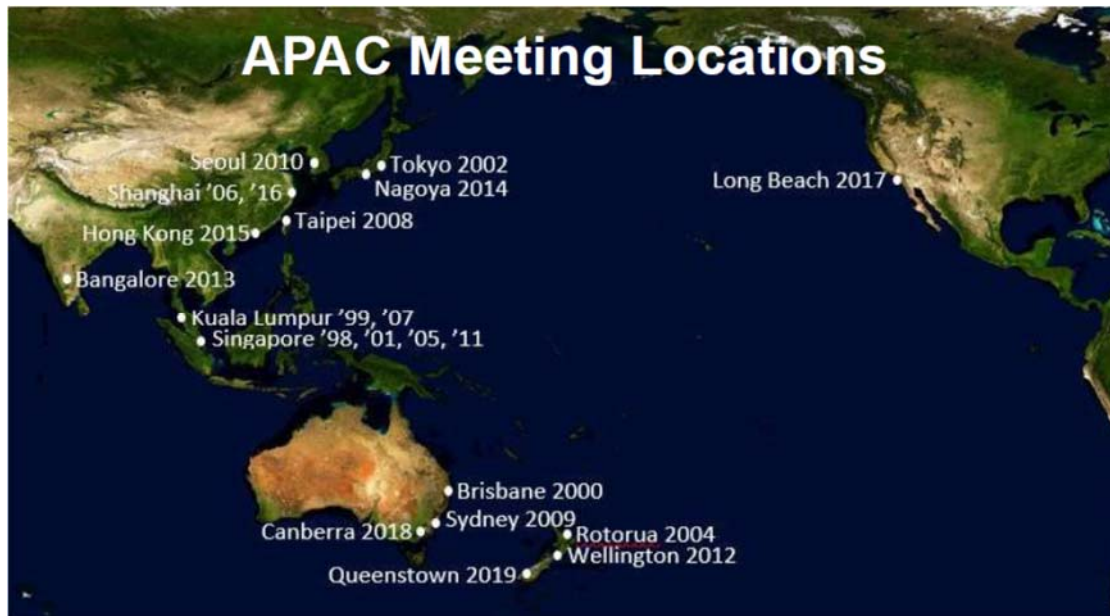 APAC Meeting Locations
Seoul 2010
Tokyo 2002
Nagoya 2014
Long Beach 2017
Shanghai ’06, ’16
Taipei 2008
Hong Kong 2015
Bangalore 2013
Kuala Lumpur ’99, ’07
Singapore ’98, ’01, ’05, ’11
Brisbane 2000
Sydney 2009
Canberra 2018
Rotorua 2004
Wellington 2012
Queenstown 2019